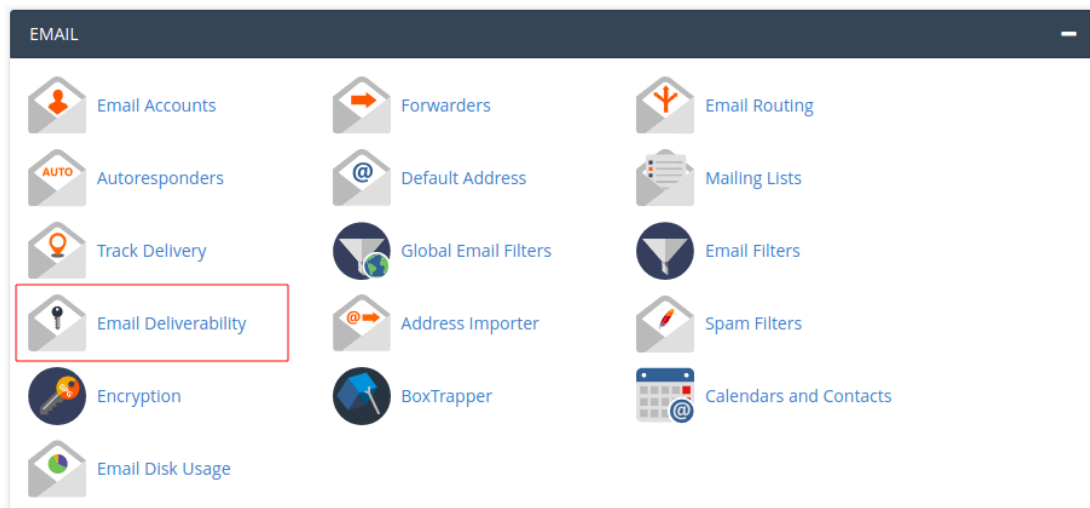 EMAIL
Email Accounts
Forwarders
Email Routing
AUTO
Autoresponders
@
Default Address
Mailing Lists
Track Delivery
Global Email Filters
Email Filters
Email Deliverability
@
Address Importer
Spam Filters
Encryption
BoxTrapper
@
Calendars and Contacts
Email Disk Usage